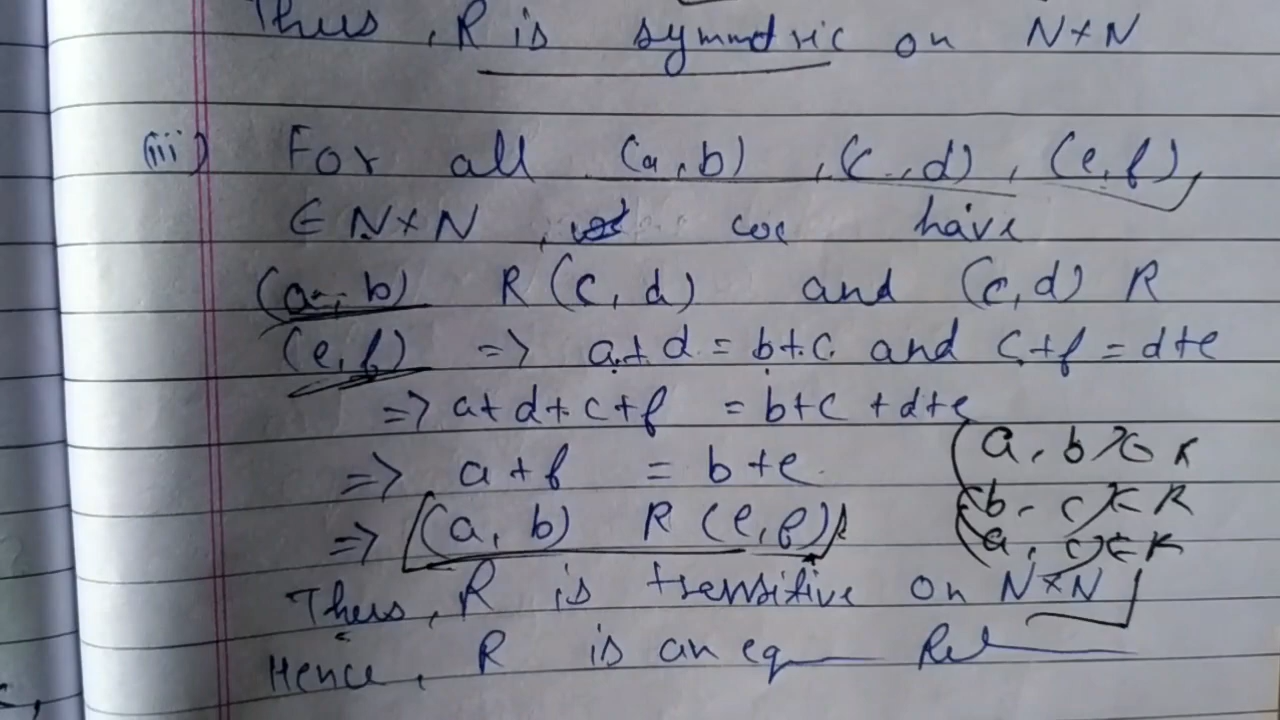 Thus, R is symmetric on N×N
(iii) For all (a,b), (c,d), (e,f),
∈ N×N, we have
(a,b) R (c,d) and (c,d) R
(e,f) => a+d = b+c and c+f = d+e
=> a+d+c+f = b+c+d+e
=> a+f = b+e
=> (a,b) R (e,f)
(a,b)∈R
(b,c)∈R
(a,c)∈R
Thus, R is transitive on N×N
Hence, R is an equ Rel